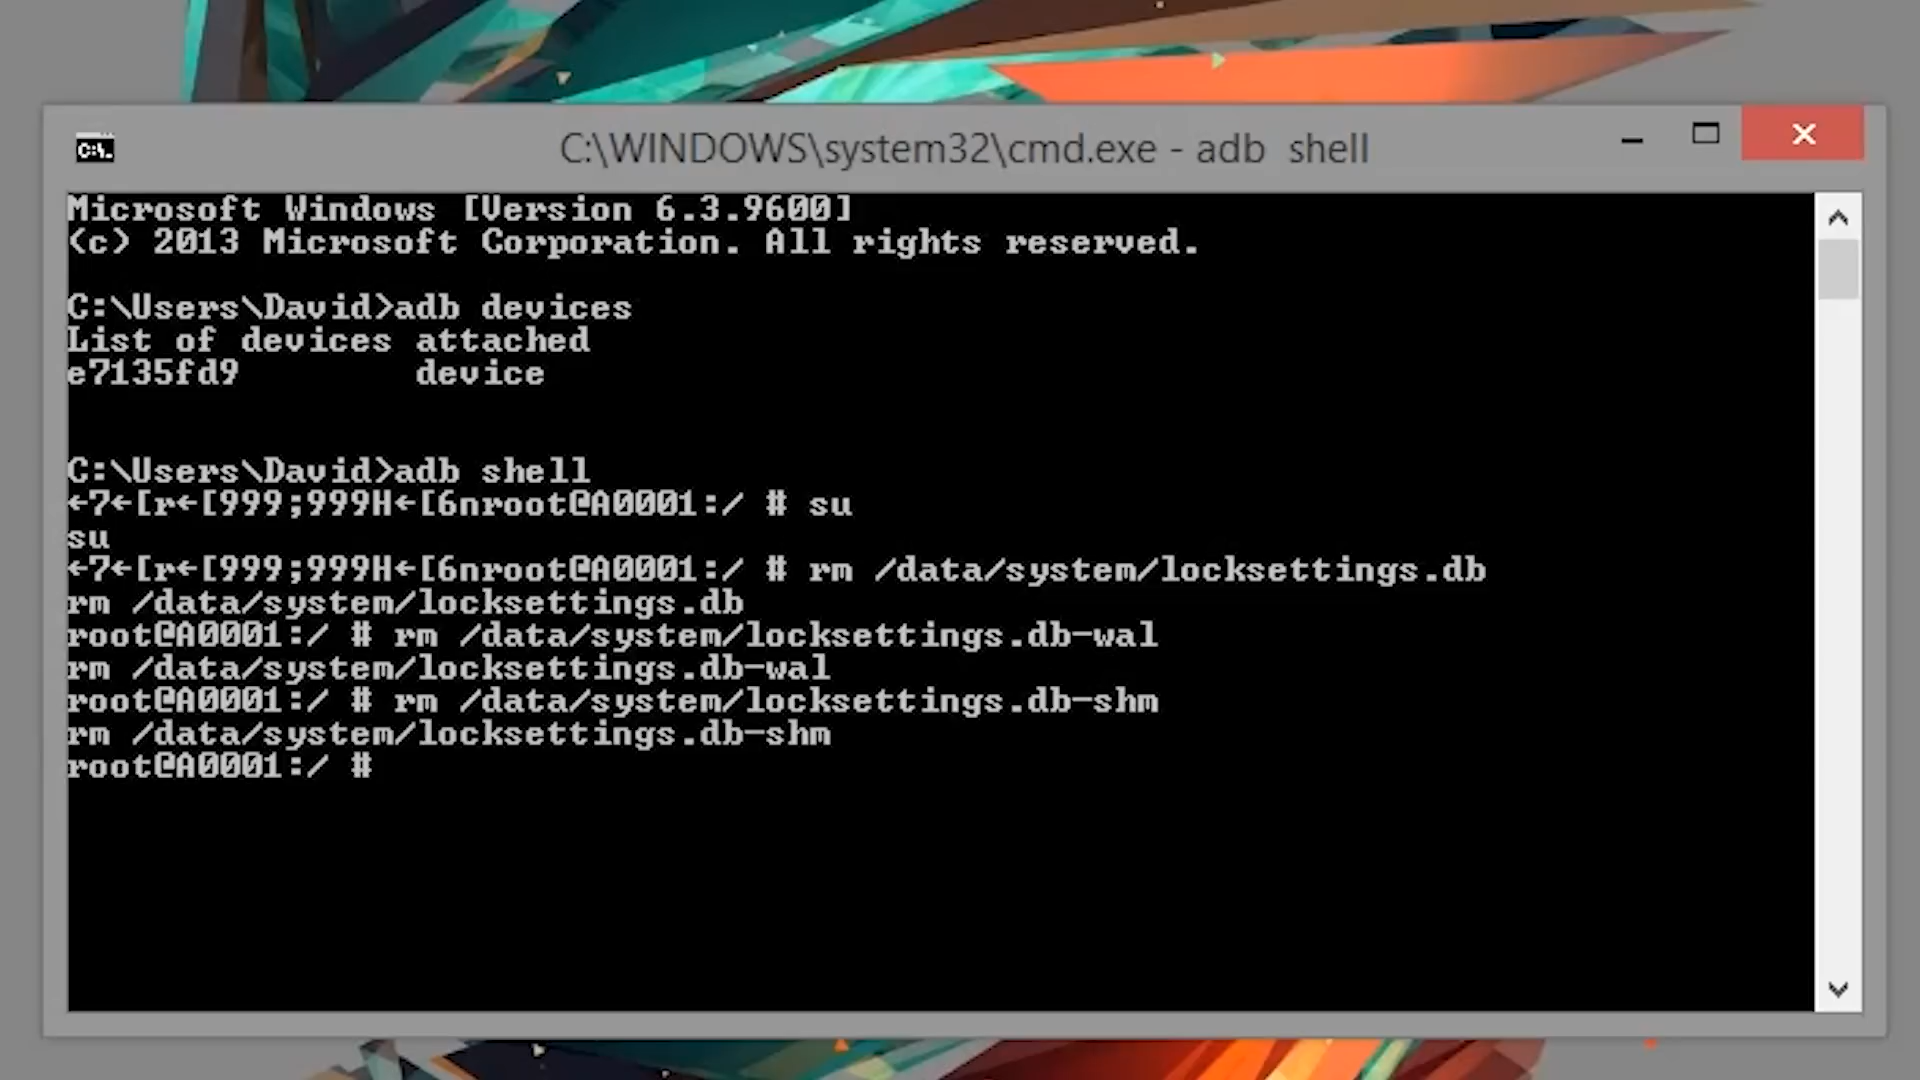 C:\WINDOWS\system32\cmd.exe - adb  shell
Microsoft Windows [Version 6.3.9600]
(c) 2013 Microsoft Corporation. All rights reserved.
C:\Users\David>adb devices
List of devices attached
e7135fd9        device
C:\Users\David>adb shell
←7←[r←[999;999H←[6nroot@A0001:/ # su
su
←7←[r←[999;999H←[6nroot@A0001:/ # rm /data/system/locksettings.db
rm /data/system/locksettings.db
root@A0001:/ # rm /data/system/locksettings.db-wal
rm /data/system/locksettings.db-wal
root@A0001:/ # rm /data/system/locksettings.db-shm
rm /data/system/locksettings.db-shm
root@A0001:/ #